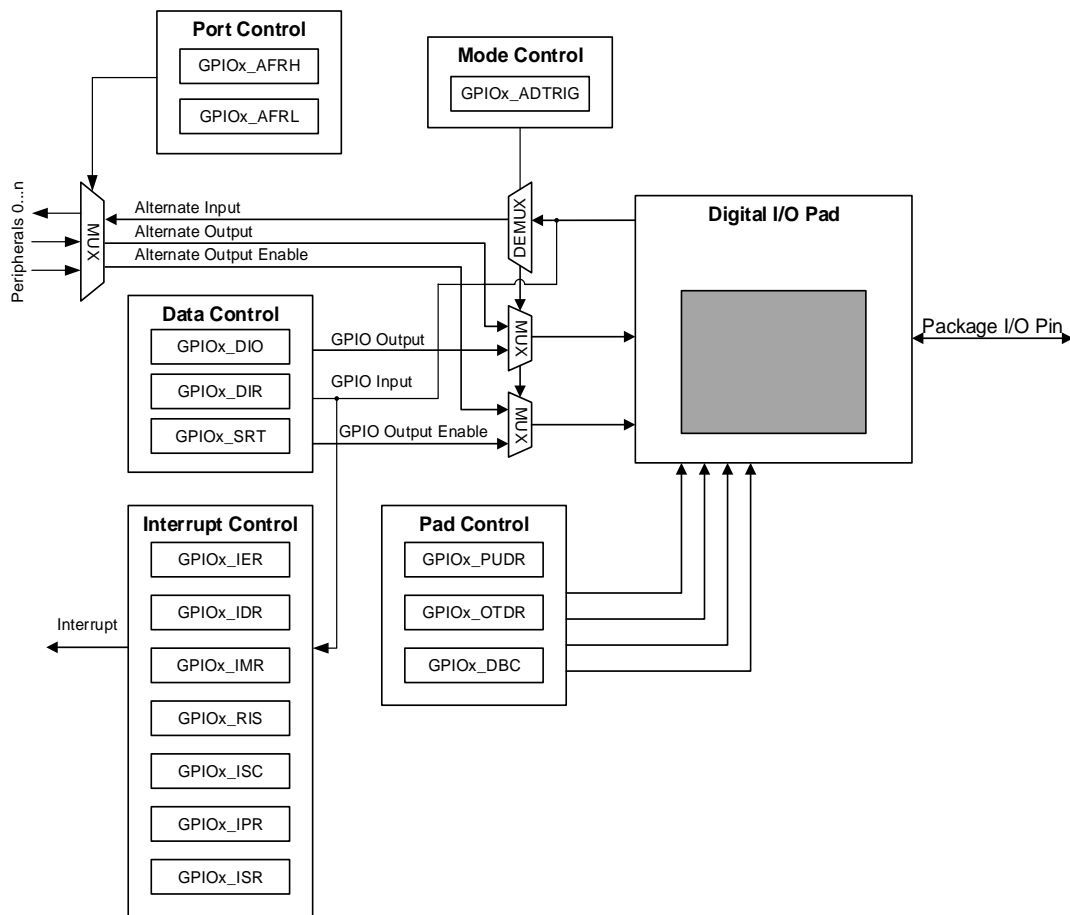 Port Control
GPIOx_AFRH
GPIOx_AFRL
Mode Control
GPIOx_ADTRIG
Peripherals 0...n
MUX
Alternate Input
Alternate Output
Alternate Output Enable
DEMUX
Digital I/O Pad
Package I/O Pin
Data Control
GPIOx_DIO
GPIOx_DIR
GPIOx_SRT
GPIO Output
GPIO Input
GPIO Output Enable
MUX
MUX
Interrupt Control
GPIOx_IER
GPIOx_IDR
GPIOx_IMR
GPIOx_RIS
GPIOx_ISC
GPIOx_IPR
GPIOx_ISR
Interrupt
Pad Control
GPIOx_PUDR
GPIOx_OTDR
GPIOx_DBC